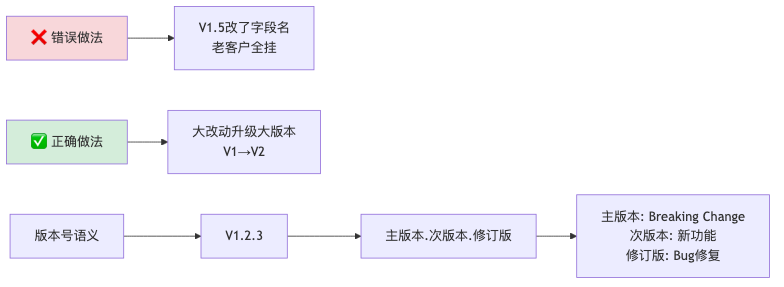 ❌ 错误做法
V1.5改了字段名
老客户全挂
✅ 正确做法
大改动升级大版本
V1→V2
版本号语义
V1.2.3
主版本.次版本.修订版
主版本: Breaking Change
次版本: 新功能
修订版: Bug修复